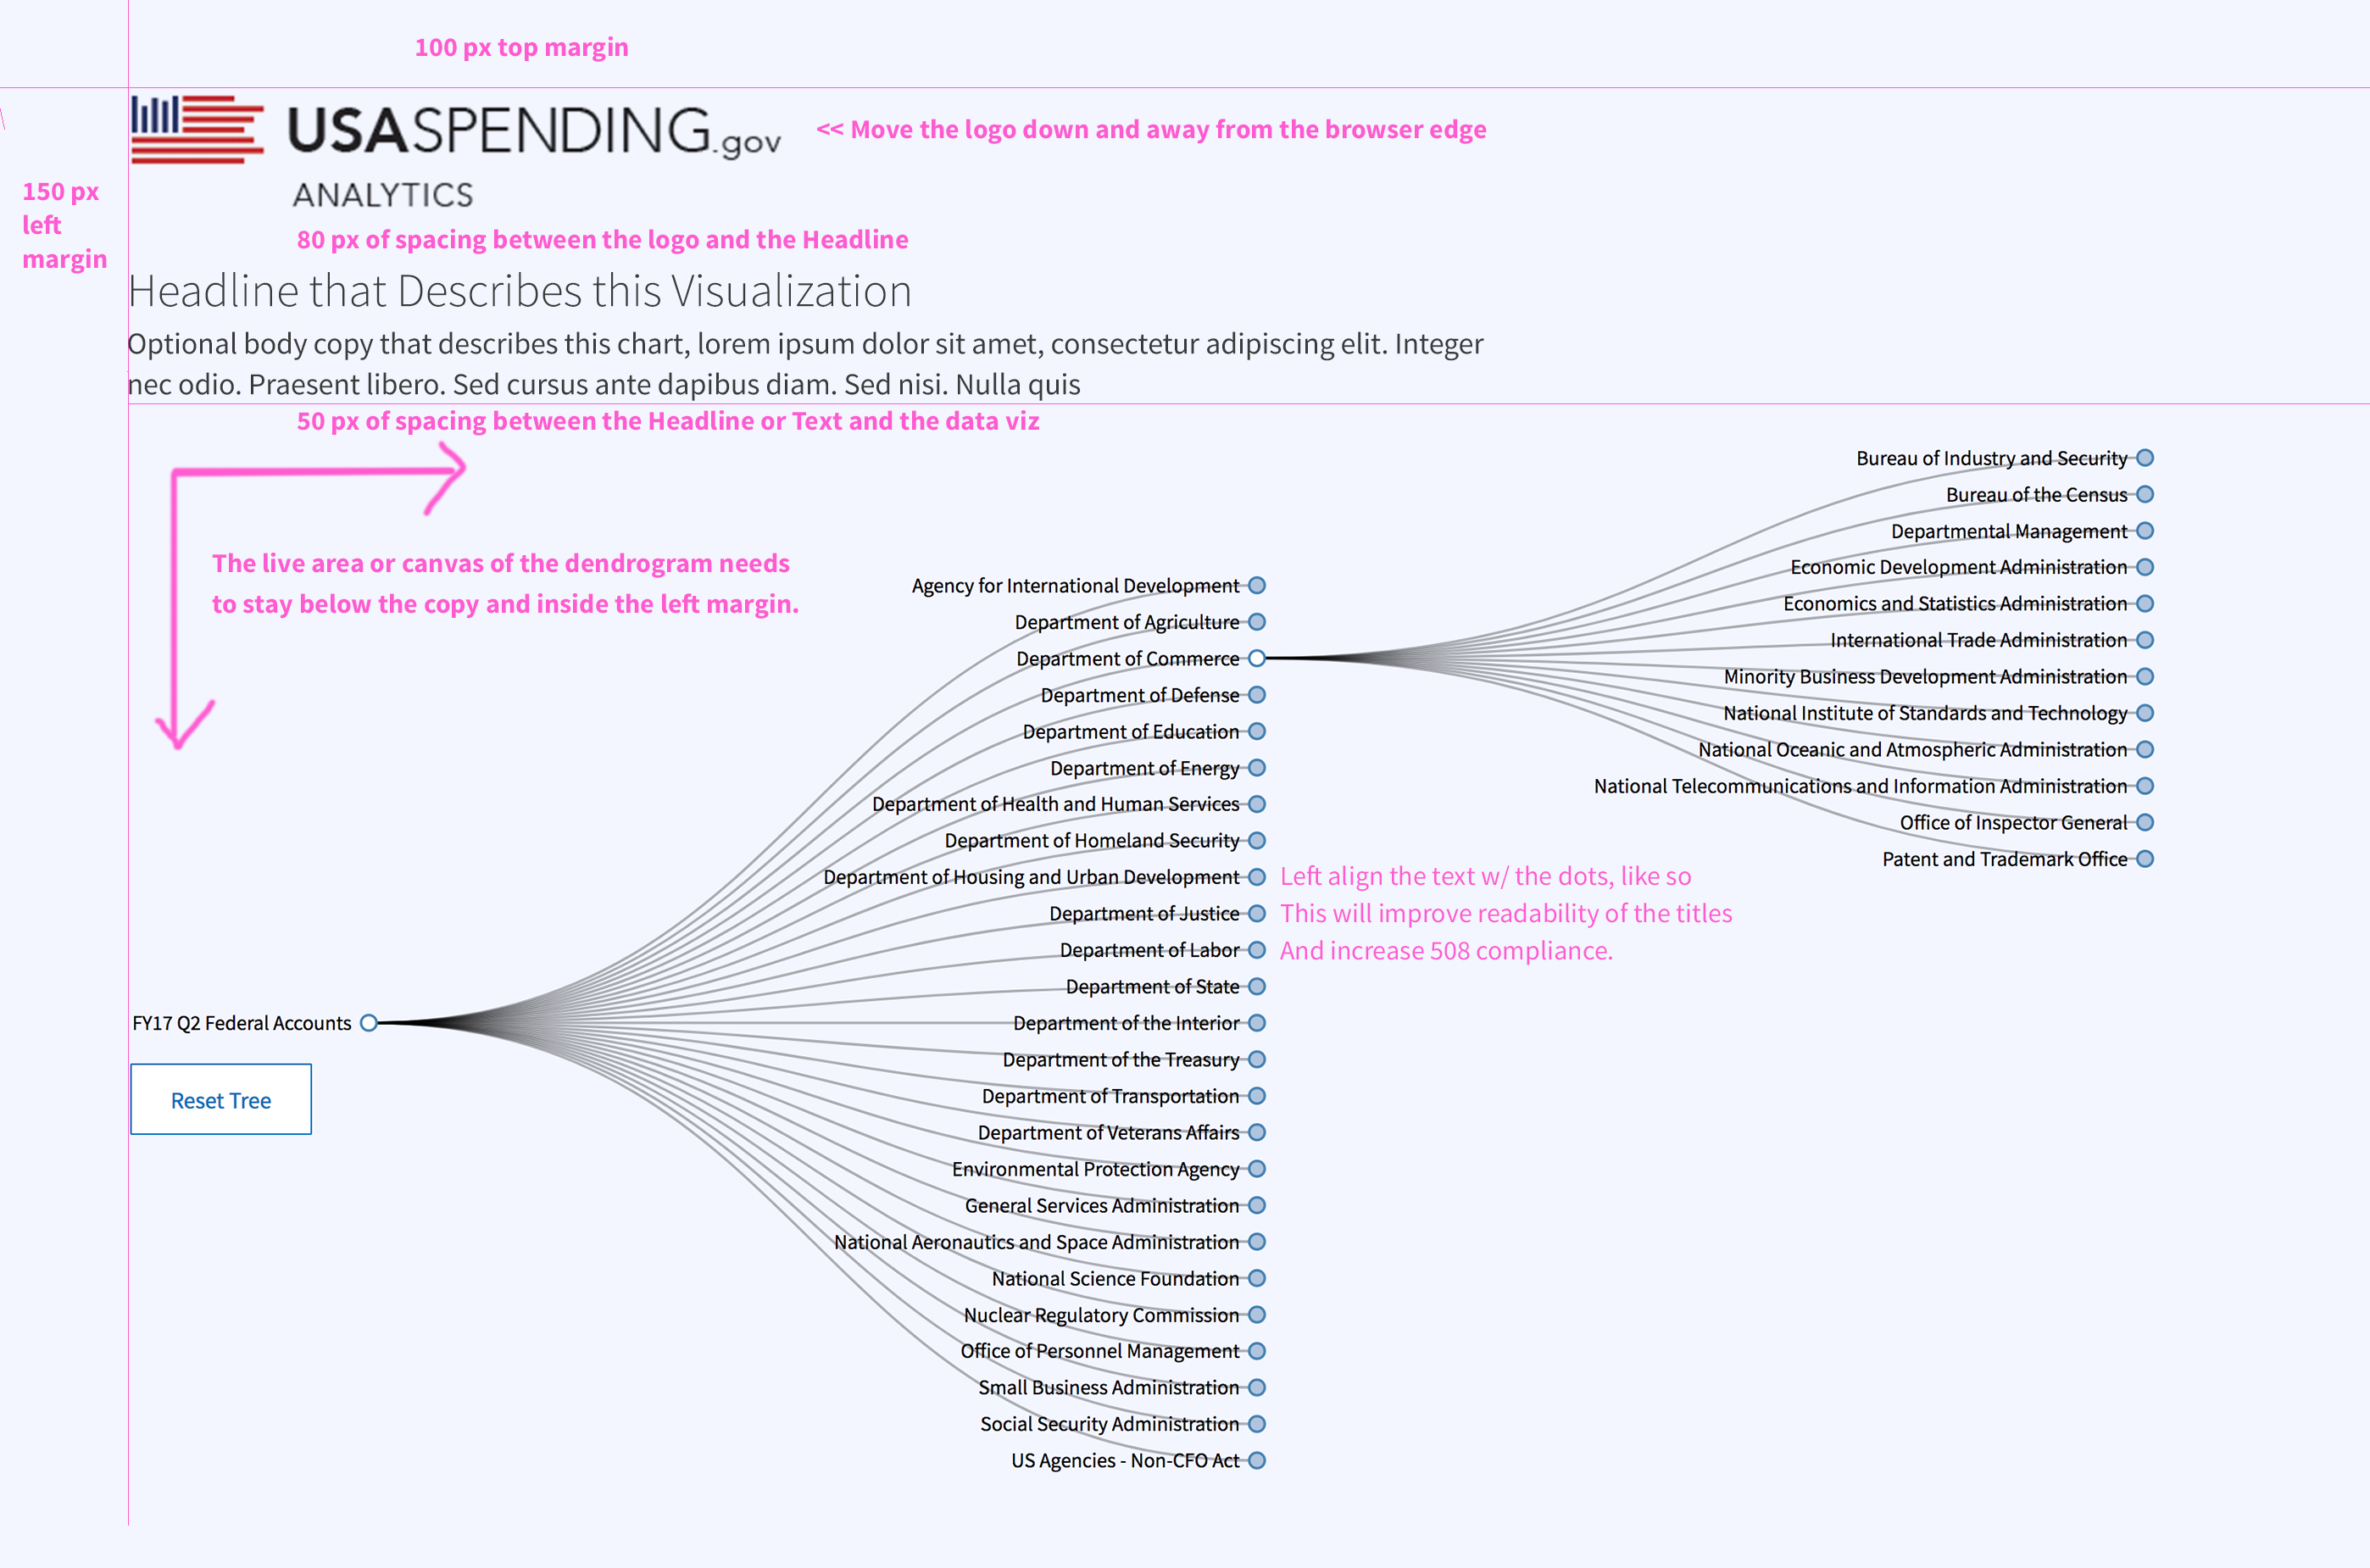 100 px top margin
USASPENDING.gov
ANALYTICS
<< Move the logo down and away from the browser edge
150 px
left
margin
80 px of spacing between the logo and the Headline
Headline that Describes this Visualization
Optional body copy that describes this chart, lorem ipsum dolor sit amet, consectetur adipiscing elit. Integer
nec odio. Praesent libero. Sed cursus ante dapibus diam. Sed nisi. Nulla quis
50 px of spacing between the Headline or Text and the data viz
The live area or canvas of the dendrogram needs
to stay below the copy and inside the left margin.
FY17 Q2 Federal Accounts
Reset Tree
Agency for International Development
Department of Agriculture
Department of Commerce
Department of Defense
Department of Education
Department of Energy
Department of Health and Human Services
Department of Homeland Security
Department of Housing and Urban Development
Department of Justice
Department of Labor
Department of State
Department of the Interior
Department of the Treasury
Department of Transportation
Department of Veterans Affairs
Environmental Protection Agency
General Services Administration
National Aeronautics and Space Administration
National Science Foundation
Nuclear Regulatory Commission
Office of Personnel Management
Small Business Administration
Social Security Administration
US Agencies - Non-CFO Act
Left align the text w/ the dots, like so
This will improve readability of the titles
And increase 508 compliance.
Bureau of Industry and Security
Bureau of the Census
Departmental Management
Economic Development Administration
Economics and Statistics Administration
International Trade Administration
Minority Business Development Administration
National Institute of Standards and Technology
National Oceanic and Atmospheric Administration
National Telecommunications and Information Administration
Office of Inspector General
Patent and Trademark Office